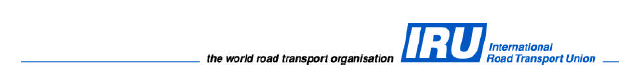 the world road transport organisation
IRU
International
Road Transport Union